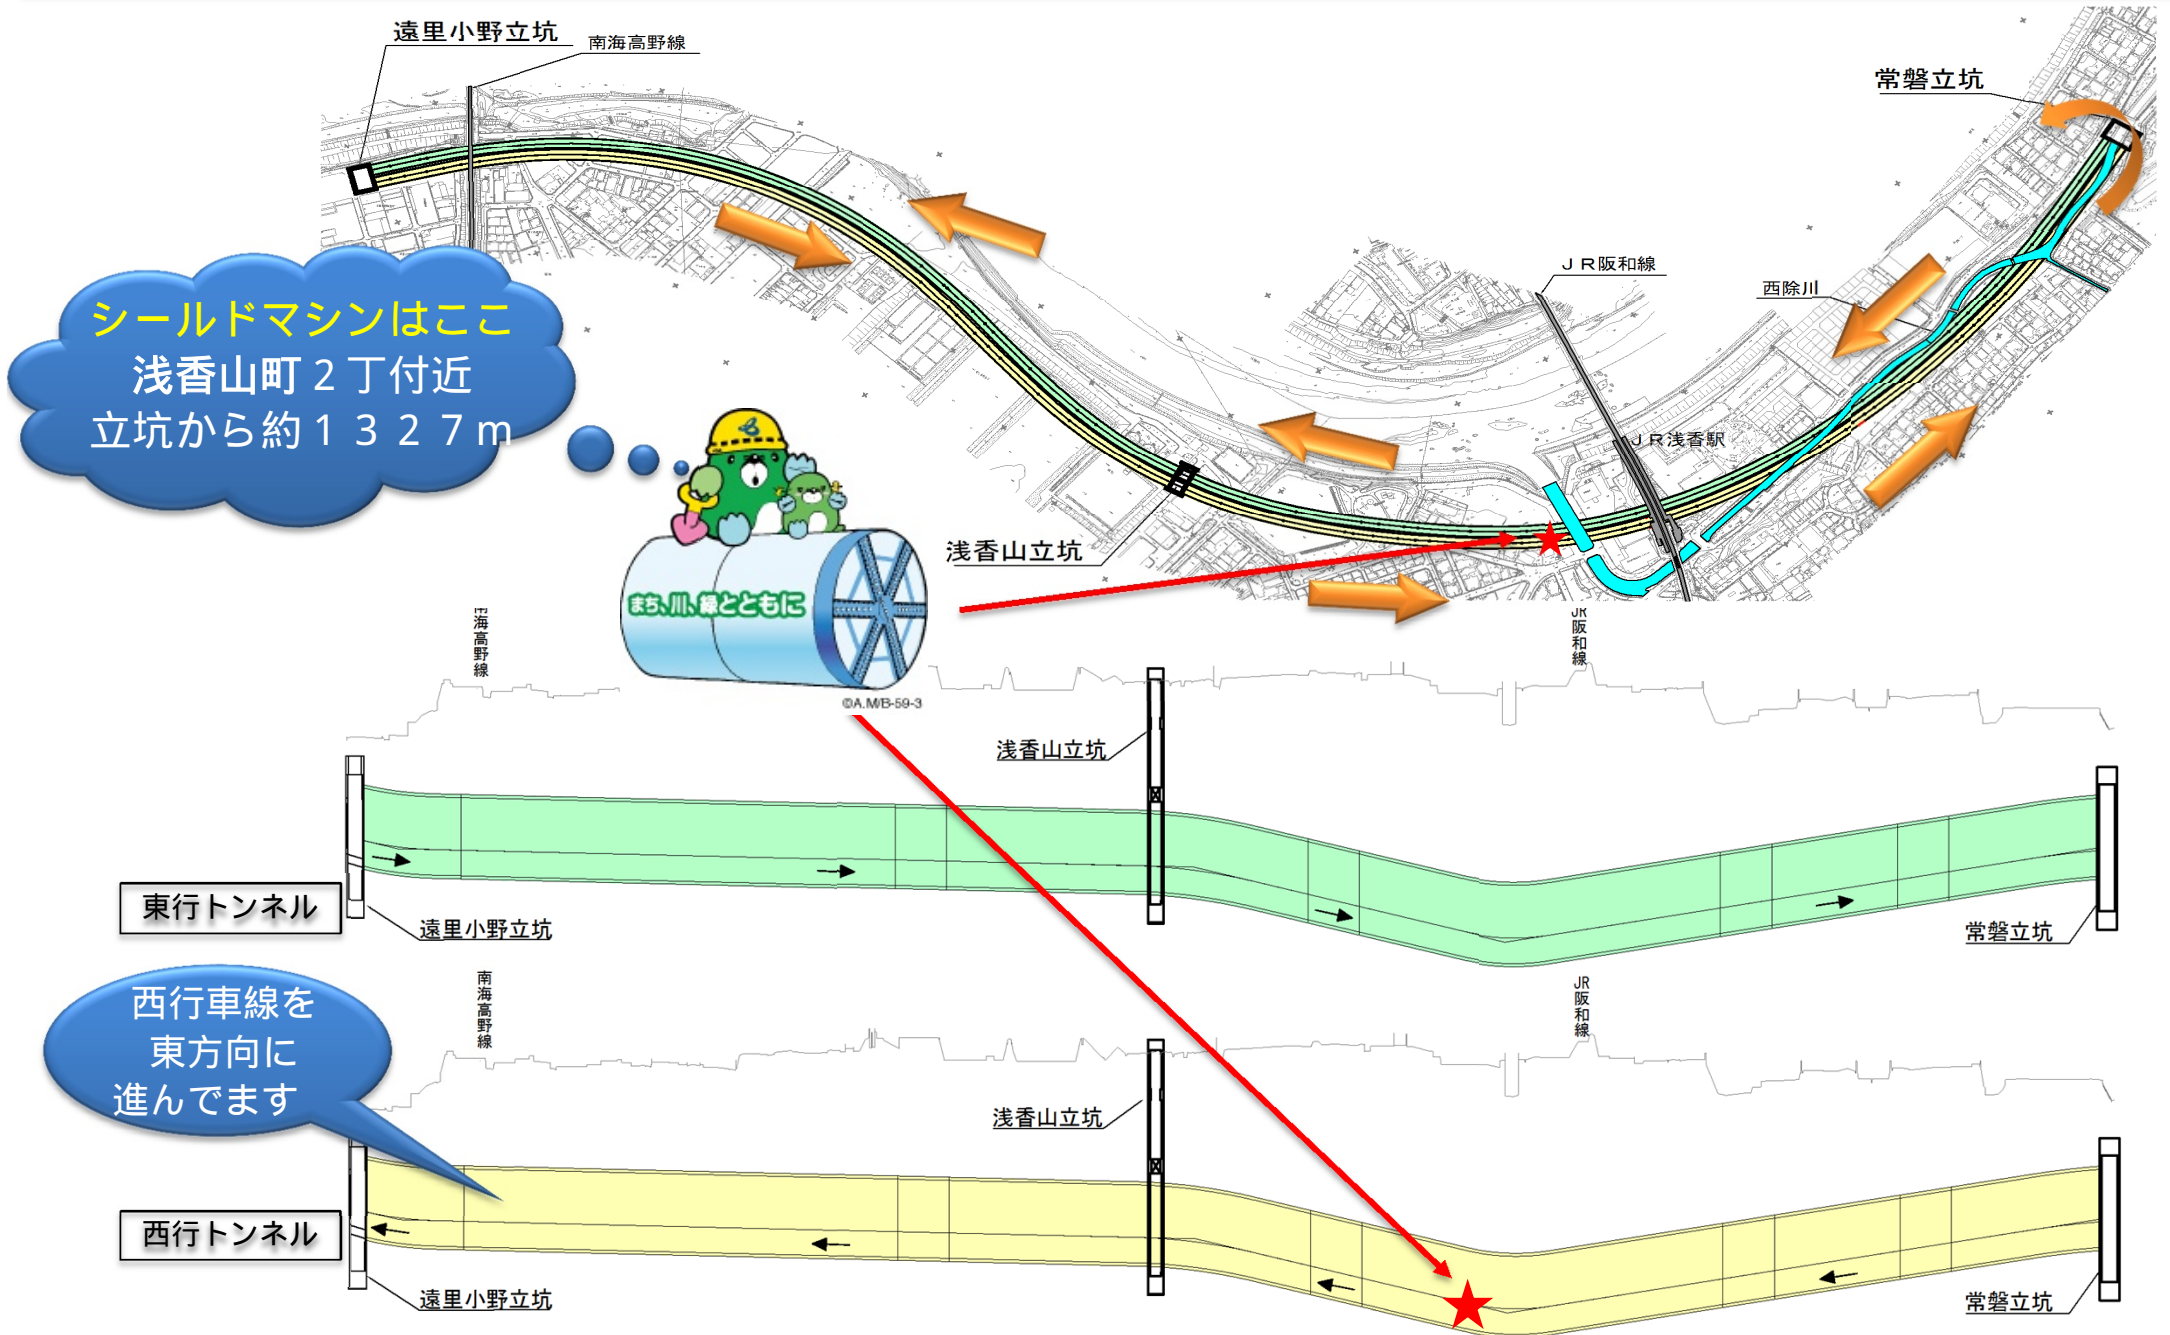 遠里小野立坑
南海高野線
常磐立坑
JR阪和線
西除川
シールドマシンはここ
浅香山町2丁付近
立坑から約1327m
JR浅香駅
浅香山立坑
まち、川、緑とともに
©A.M/B-59-3
南海高野線
JR阪和線
浅香山立坑
東行トンネル
遠里小野立坑
常磐立坑
西行車線を
東方向に
進んでます
南海高野線
JR阪和線
浅香山立坑
西行トンネル
遠里小野立坑
常磐立坑